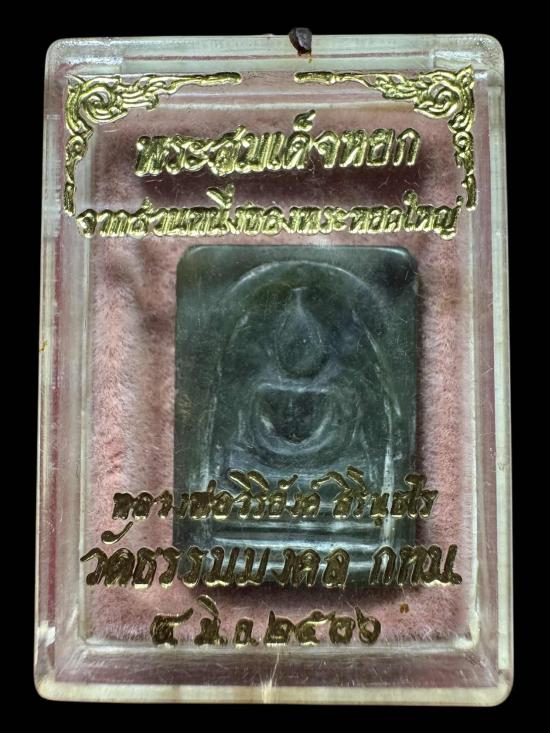 พระสมเด็จหยก
จากส่วนหนึ่งของพระหยกใหญ่
หลวงพ่อวิริยังค์ สิรินฺธโร
วัดธรรมมงคล กทม.
๔ มิ.ย. ๒๕๓๖